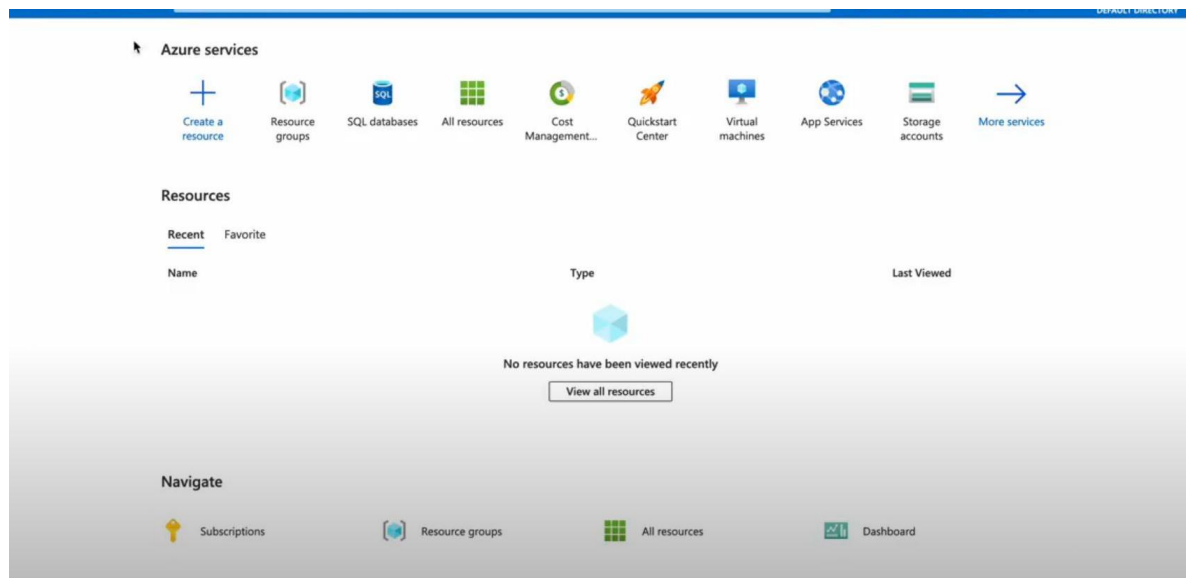 DEFAULT DIRECTORY
Azure services
SQL
Create a
resource
Resource
groups
SQL databases
All resources
Cost
Management...
Quickstart
Center
Virtual
machines
App Services
Storage
accounts
More services
Resources
Recent Favorite
Name Type Last Viewed
No resources have been viewed recently
View all resources
Navigate
Subscriptions Resource groups All resources Dashboard